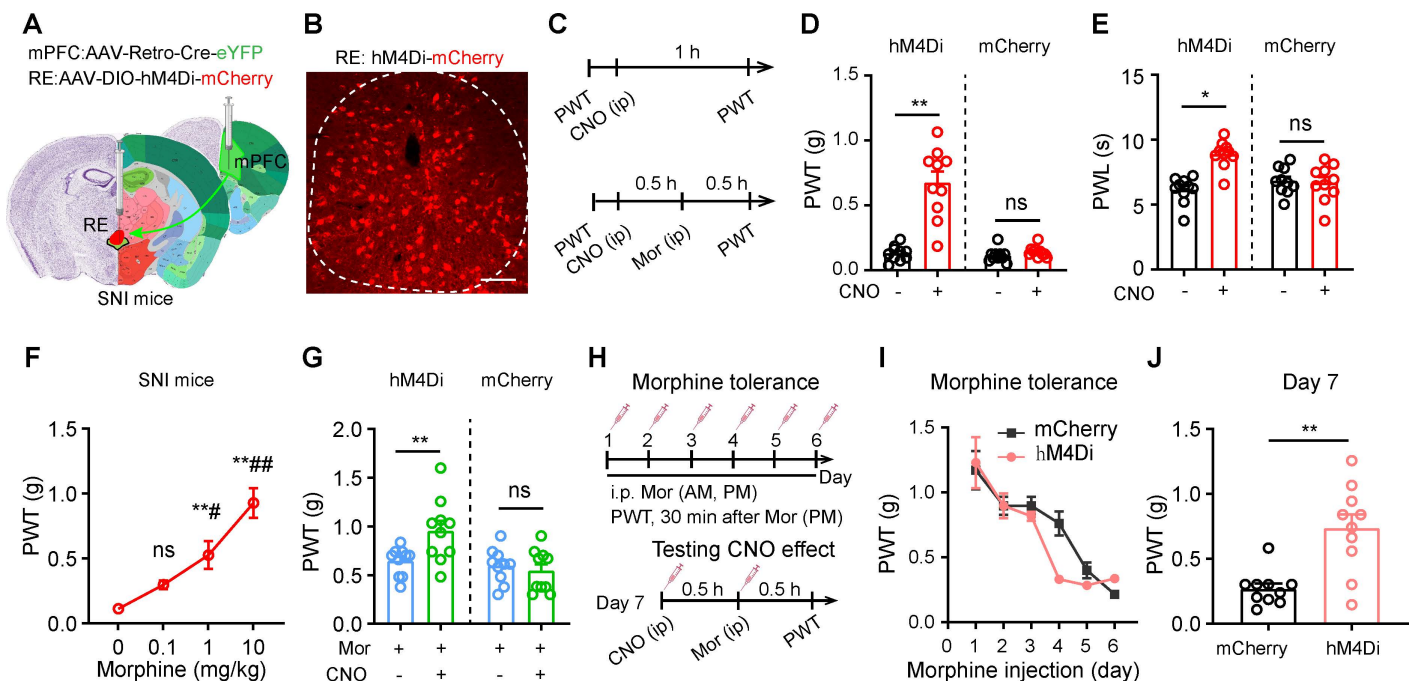 A
mPFC:AAV-Retro-Cre-eYFP
RE:AAV-DIO-hM4Di-mCherry
mPFC
RE
SNI mice
B
RE: hM4Di-mCherry
C
1 h
PWT
CNO (ip)
PWT
0.5 h
0.5 h
PWT
CNO (ip)
Mor (ip)
PWT
D
hM4Di
mCherry
PWT (g)
1.5
1.0
0.5
0.0
**
ns
CNO
-
+
-
+
E
hM4Di
mCherry
PWL (s)
15
10
5
0
*
ns
CNO
-
+
-
+
F
SNI mice
PWT (g)
1.5
1.0
0.5
0.0
ns
**#
**##
0
0.1
1
10
Morphine (mg/kg)
G
hM4Di
mCherry
PWT (g)
2.0
1.5
1.0
0.5
0.0
**
ns
Mor
+
+
+
+
CNO
-
+
-
+
H
Morphine tolerance
1
2
3
4
5
6
Day
i.p. Mor (AM, PM)
PWT, 30 min after Mor (PM)
Testing CNO effect
Day 7
0.5 h
0.5 h
CNO (ip)
Mor (ip)
PWT
I
Morphine tolerance
mCherry
hM4Di
PWT (g)
1.5
1.0
0.5
0.0
0
1
2
3
4
5
6
Morphine injection (day)
J
Day 7
PWT (g)
1.5
1.0
0.5
0.0
**
mCherry
hM4Di